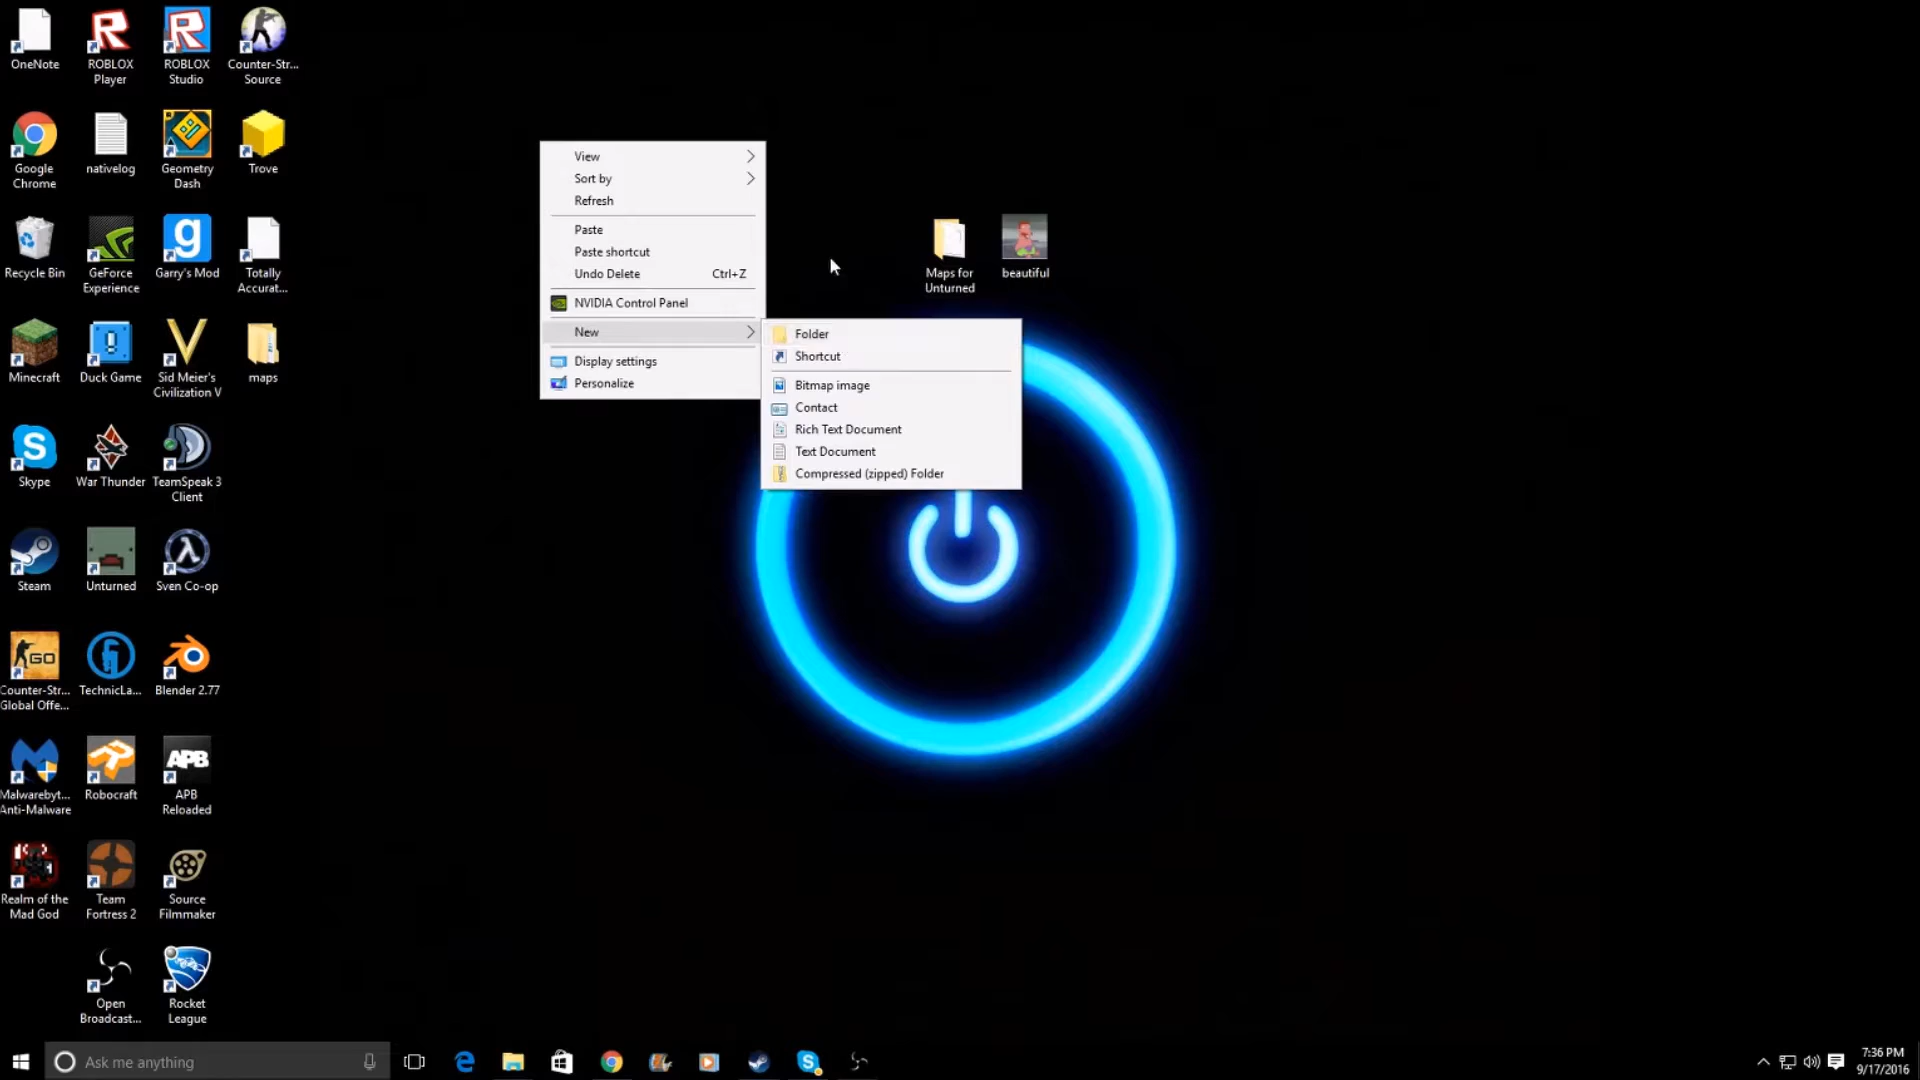 OneNote
ROBLOX
Player
ROBLOX
Studio
Counter-Str...
Source
Google
Chrome
nativelog
Geometry
Dash
Trove
Recycle Bin
GeForce
Experience
Garry's Mod
Totally
Accurat...
Minecraft
Duck Game
Sid Meier's
Civilization V
maps
Skype
War Thunder
TeamSpeak 3
Client
Steam
Unturned
Sven Co-op
GO
Counter-Str...
Global Offe...
TechnicLa...
Blender 2.77
Malwarebyt...
Anti-Malware
Robocraft
APB
APB
Reloaded
Realm of the
Mad God
Team
Fortress 2
Source
Filmmaker
Open
Broadcast...
Rocket
League
View
Sort by
Refresh
Paste
Paste shortcut
Undo Delete Ctrl+Z
NVIDIA Control Panel
New
Display settings
Personalize
Folder
Shortcut
Bitmap image
Contact
Rich Text Document
Text Document
Compressed (zipped) Folder
Maps for
Unturned
beautiful
Ask me anything
7:36 PM
9/17/2016